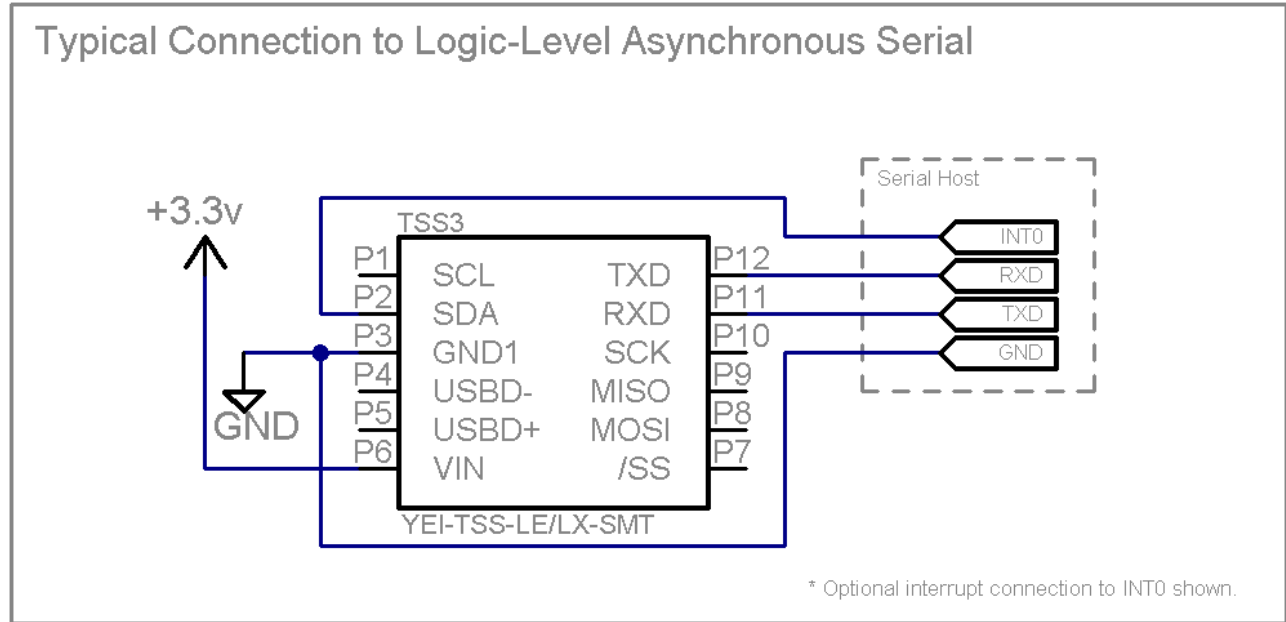 Typical Connection to Logic-Level Asynchronous Serial
Serial Host
+3.3v
TSS3
INT0
P1 SCL TXD P12 RXD
P2 SDA RXD P11 TXD
P3 GND1 SCK P10 GND
P4 USBD- MISO P9
GND
P5 USBD+ MOSI P8
P6 VIN /SS P7
YEI-TSS-LE/LX-SMT
* Optional interrupt connection to INT0 shown.